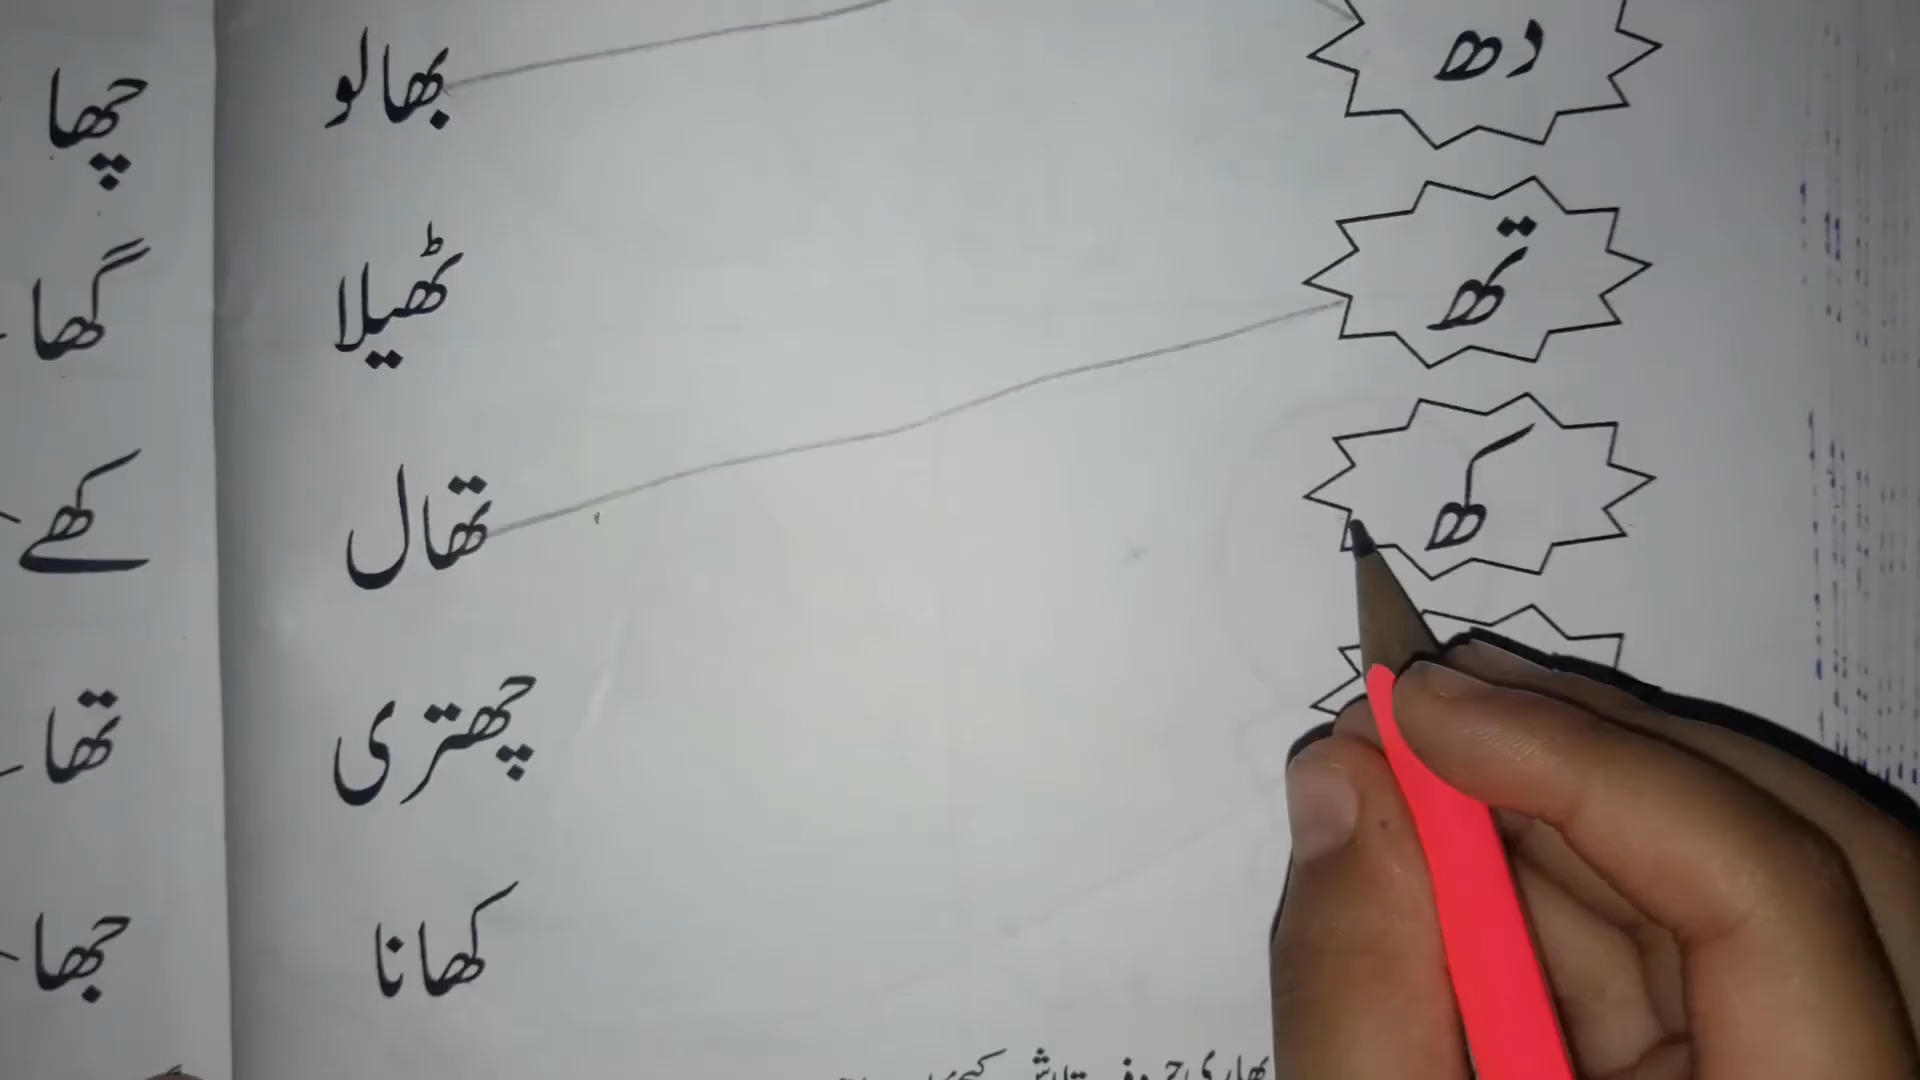 دھ
بھالو
چھا
تھ
ٹھیلا
گھا
کھ
تھال
کھے
چھتری
تھا
کھانا
جھا